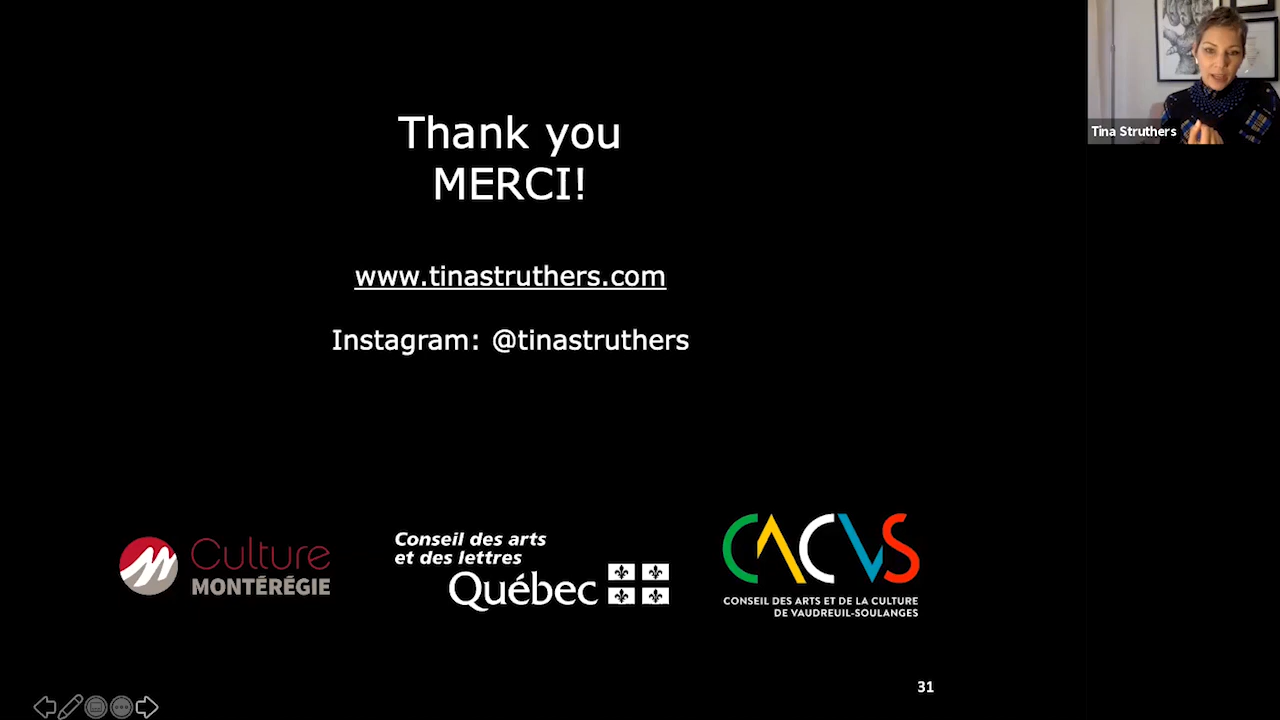 Thank you
MERCI!
www.tinastruthers.com
Instagram: @tinastruthers
Tina Struthers
Culture
MONTÉRÉGIE
Conseil des arts
et des lettres
Québec
CACVS
CONSEIL DES ARTS ET DE LA CULTURE
DE VAUDREUIL-SOULANGES
31